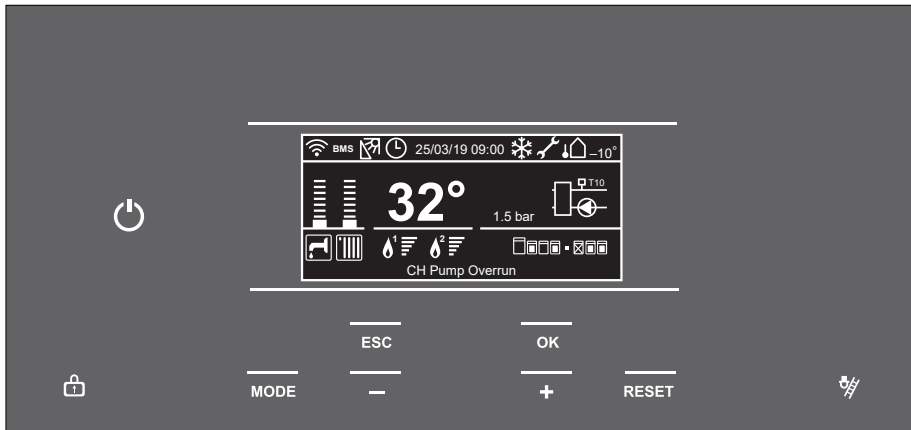 BMS 25/03/19 09:00 –10°
T10
32°
1.5 bar
1 2
CH Pump Overrun
ESC OK
MODE – + RESET